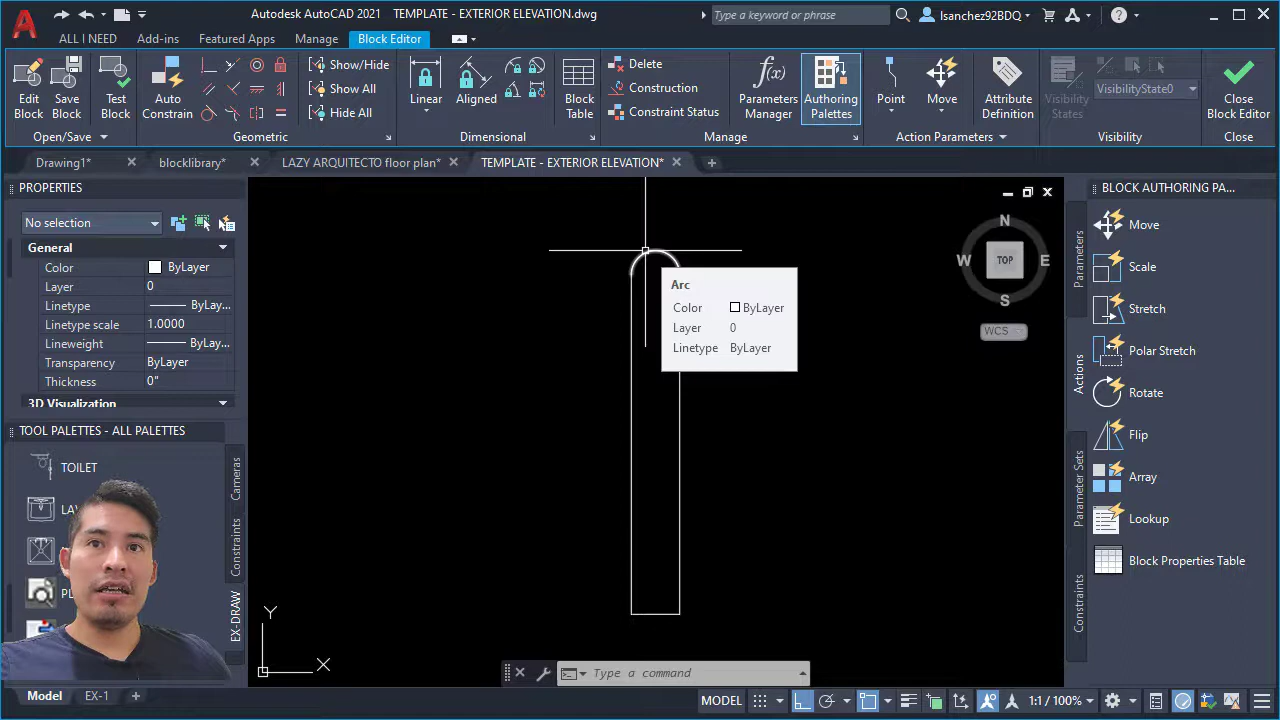 Autodesk AutoCAD 2021 TEMPLATE - EXTERIOR ELEVATION.dwg
Type a keyword or phrase
lsanchez92BDQ
ALL I NEED Add-ins Featured Apps Manage Block Editor
Edit Block
Save Block
Test Block
Auto Constrain
Show/Hide
Show All
Hide All
Linear
Aligned
Block Table
Delete
Construction
Constraint Status
Parameters Manager
Authoring Palettes
Point
Move
Attribute Definition
Visibility States
VisibilityState0
Close Block Editor
Open/Save Geometric Dimensional Manage Action Parameters Visibility Close
Drawing1* blocklibrary* LAZY ARQUITECTO floor plan* TEMPLATE - EXTERIOR ELEVATION*
PROPERTIES
No selection
General
Color ByLayer
Layer 0
Linetype ByLay...
Linetype scale 1.0000
Lineweight ByLay...
Transparency ByLayer
Thickness 0"
3D Visualization
TOOL PALETTES - ALL PALETTES
TOILET
LA
PL
Cameras
Constraints
EX-DRAW
Arc
Color ByLayer
Layer 0
Linetype ByLayer
N
W TOP E
S
WCS
Y
X
Type a command
BLOCK AUTHORING PA...
Move
Scale
Stretch
Polar Stretch
Rotate
Flip
Array
Lookup
Block Properties Table
Parameters
Actions
Parameter Sets
Constraints
Model EX-1
MODEL 1:1 / 100%